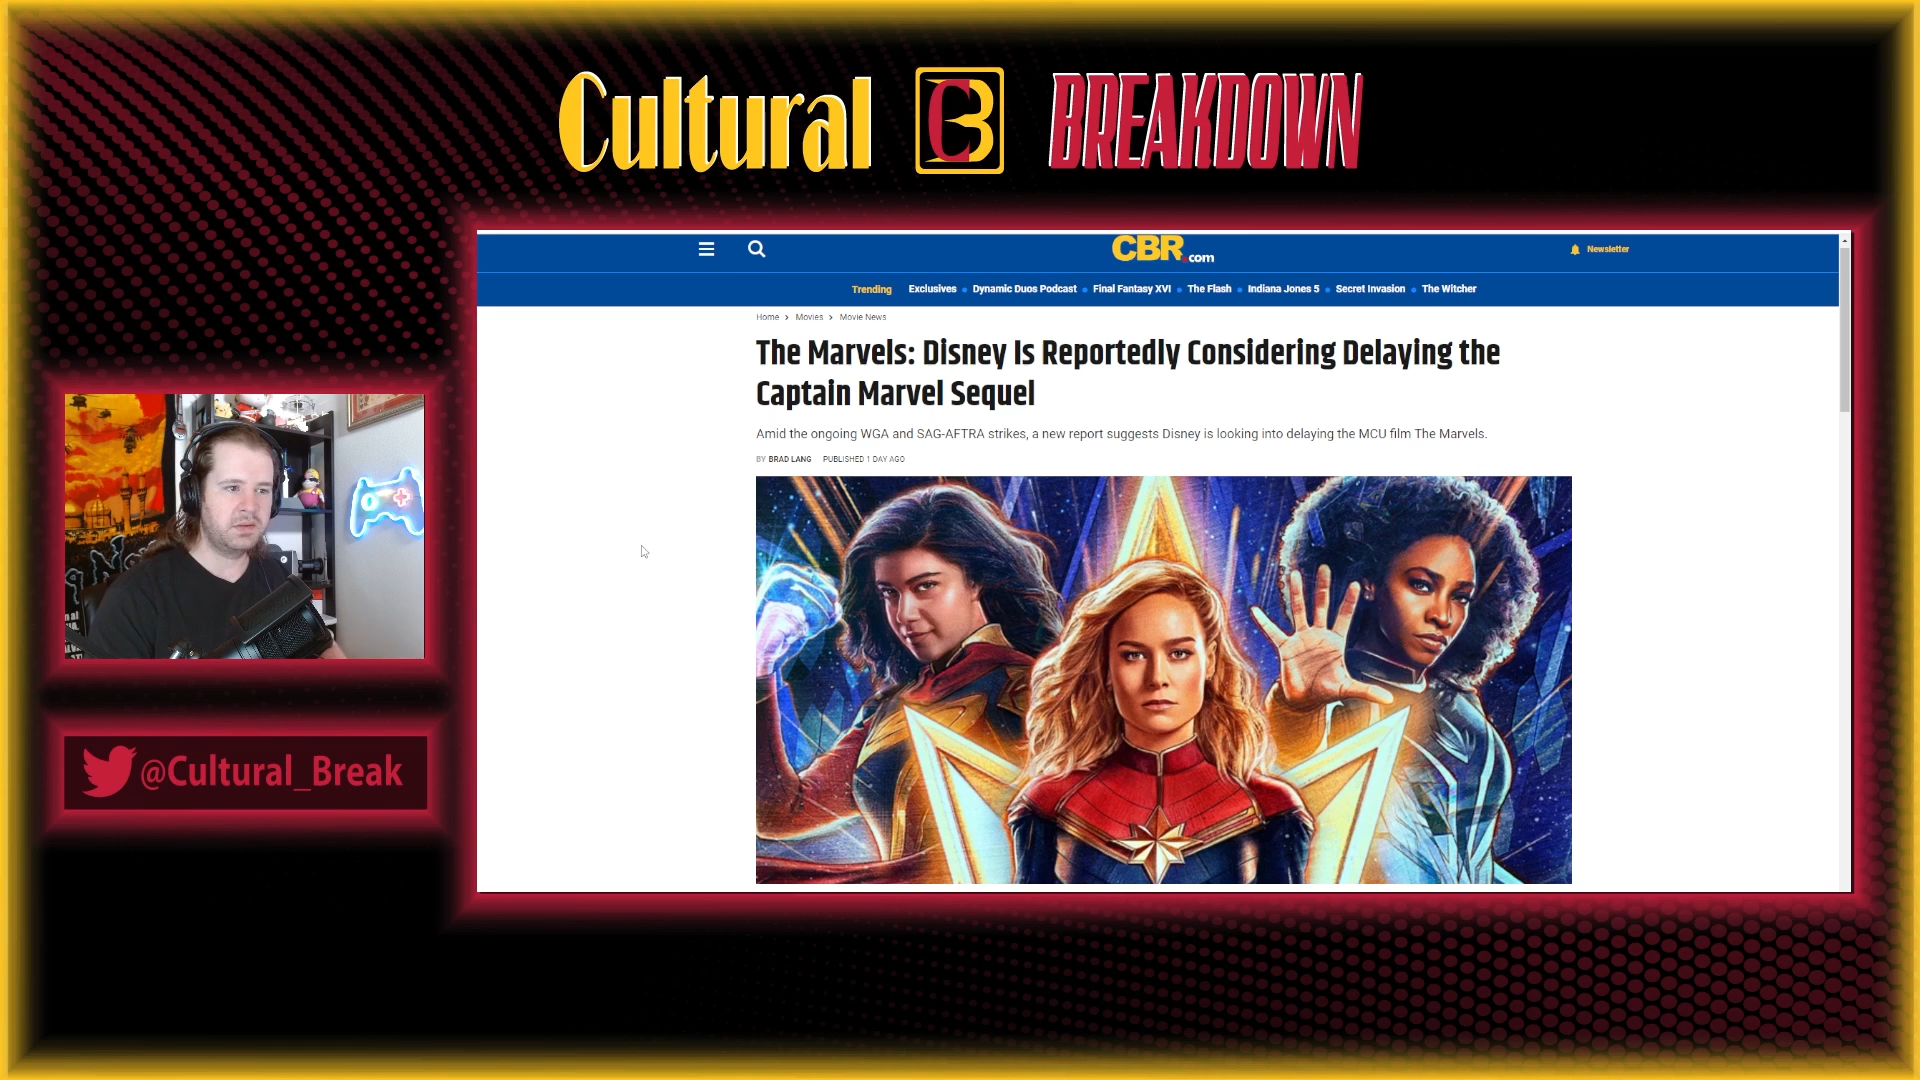 Cultural CB BREAKDOWN
CBR.com
Newsletter
Trending Exclusives Dynamic Duos Podcast Final Fantasy XVI The Flash Indiana Jones 5 Secret Invasion The Witcher
Home > Movies > Movie News
The Marvels: Disney Is Reportedly Considering Delaying the
Captain Marvel Sequel
Amid the ongoing WGA and SAG-AFTRA strikes, a new report suggests Disney is looking into delaying the MCU film The Marvels.
BY BRAD LANG PUBLISHED 1 DAY AGO
@Cultural_Break